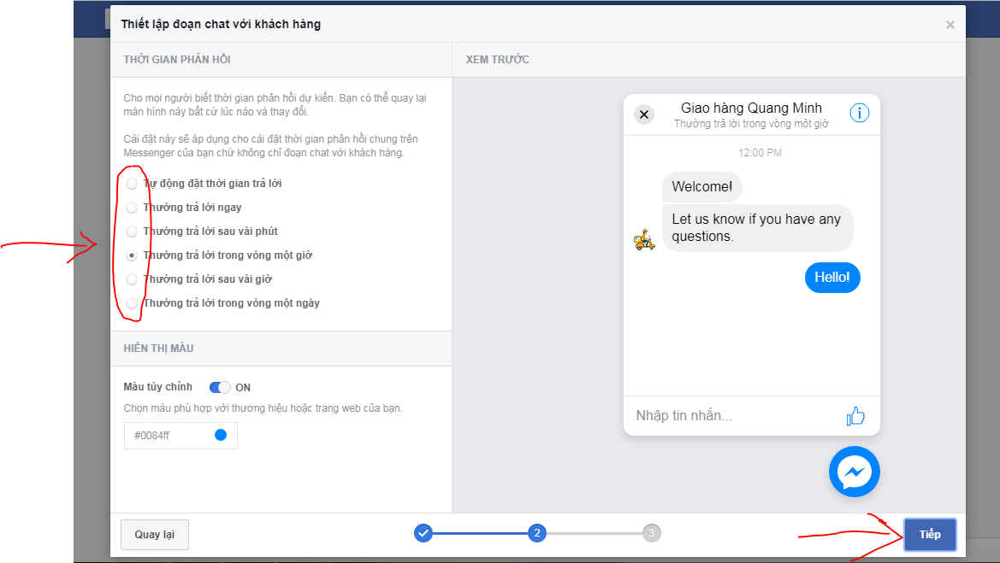 Thiết lập đoạn chat với khách hàng
×
THỜI GIAN PHẢN HỒI
XEM TRƯỚC
Cho mọi người biết thời gian phản hồi dự kiến. Bạn có thể quay lại
màn hình này bất cứ lúc nào và thay đổi.
Cài đặt này sẽ áp dụng cho cài đặt thời gian phản hồi chung trên
Messenger của bạn chứ không chỉ đoạn chat với khách hàng.
Tự động đặt thời gian trả lời
Thường trả lời ngay
Thường trả lời sau vài phút
Thường trả lời trong vòng một giờ
Thường trả lời sau vài giờ
Thường trả lời trong vòng một ngày
HIỂN THỊ MÀU
Màu tùy chỉnh ON
Chọn màu phù hợp với thương hiệu hoặc trang web của bạn.
#0084ff
Giao hàng Quang Minh
Thường trả lời trong vòng một giờ
12:00 PM
Welcome!
Let us know if you have any
questions.
Hello!
Nhập tin nhắn...
Quay lại
2
3
Tiếp